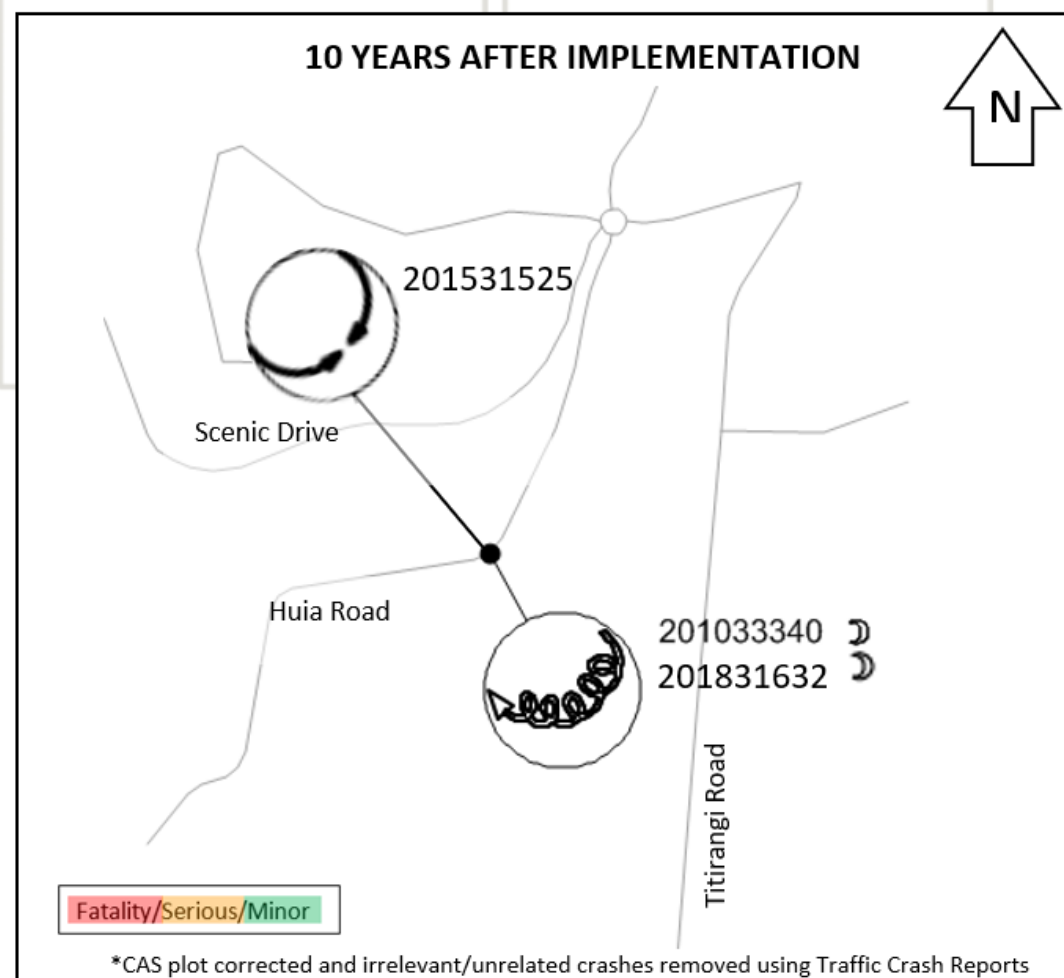 10 YEARS AFTER IMPLEMENTATION
N
201531525
Scenic Drive
Huia Road
201033340
201831632
Titirangi Road
Fatality/Serious/Minor
*CAS plot corrected and irrelevant/unrelated crashes removed using Traffic Crash Reports